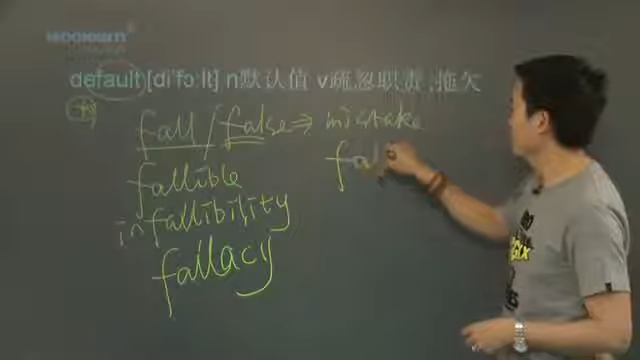 default [di'fɔ:lt] n默认值 v疏忽职责,拖欠
fall / false ⇒ mistake
fallible fal
infallibility
fallacy